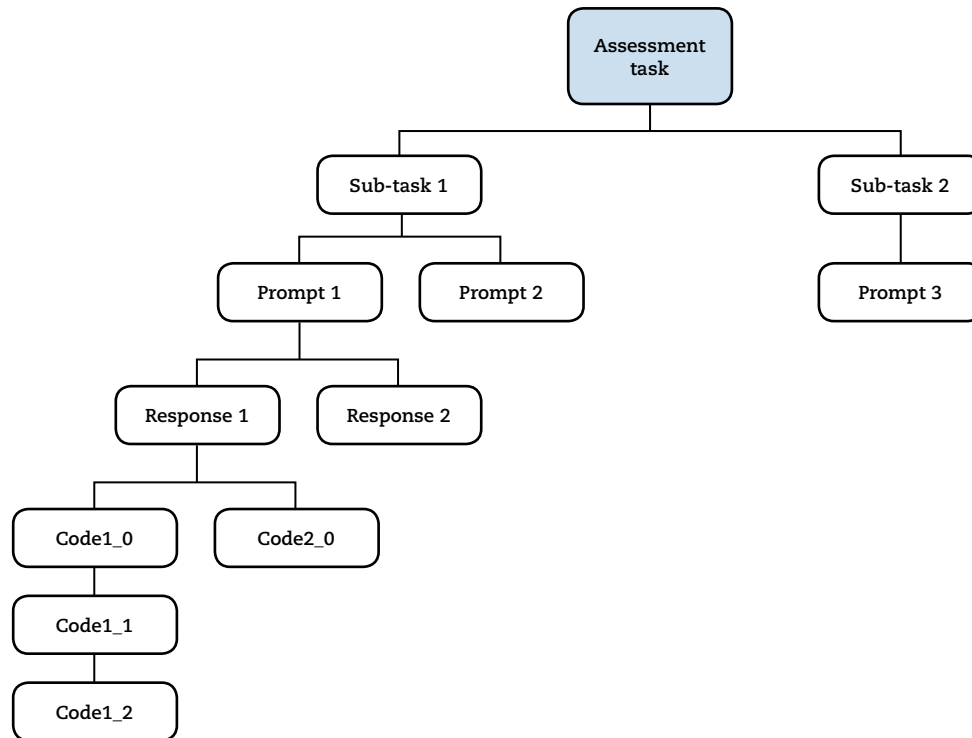 Assessment
task
Sub-task 1
Sub-task 2
Prompt 1
Prompt 2
Prompt 3
Response 1
Response 2
Code1_0
Code2_0
Code1_1
Code1_2